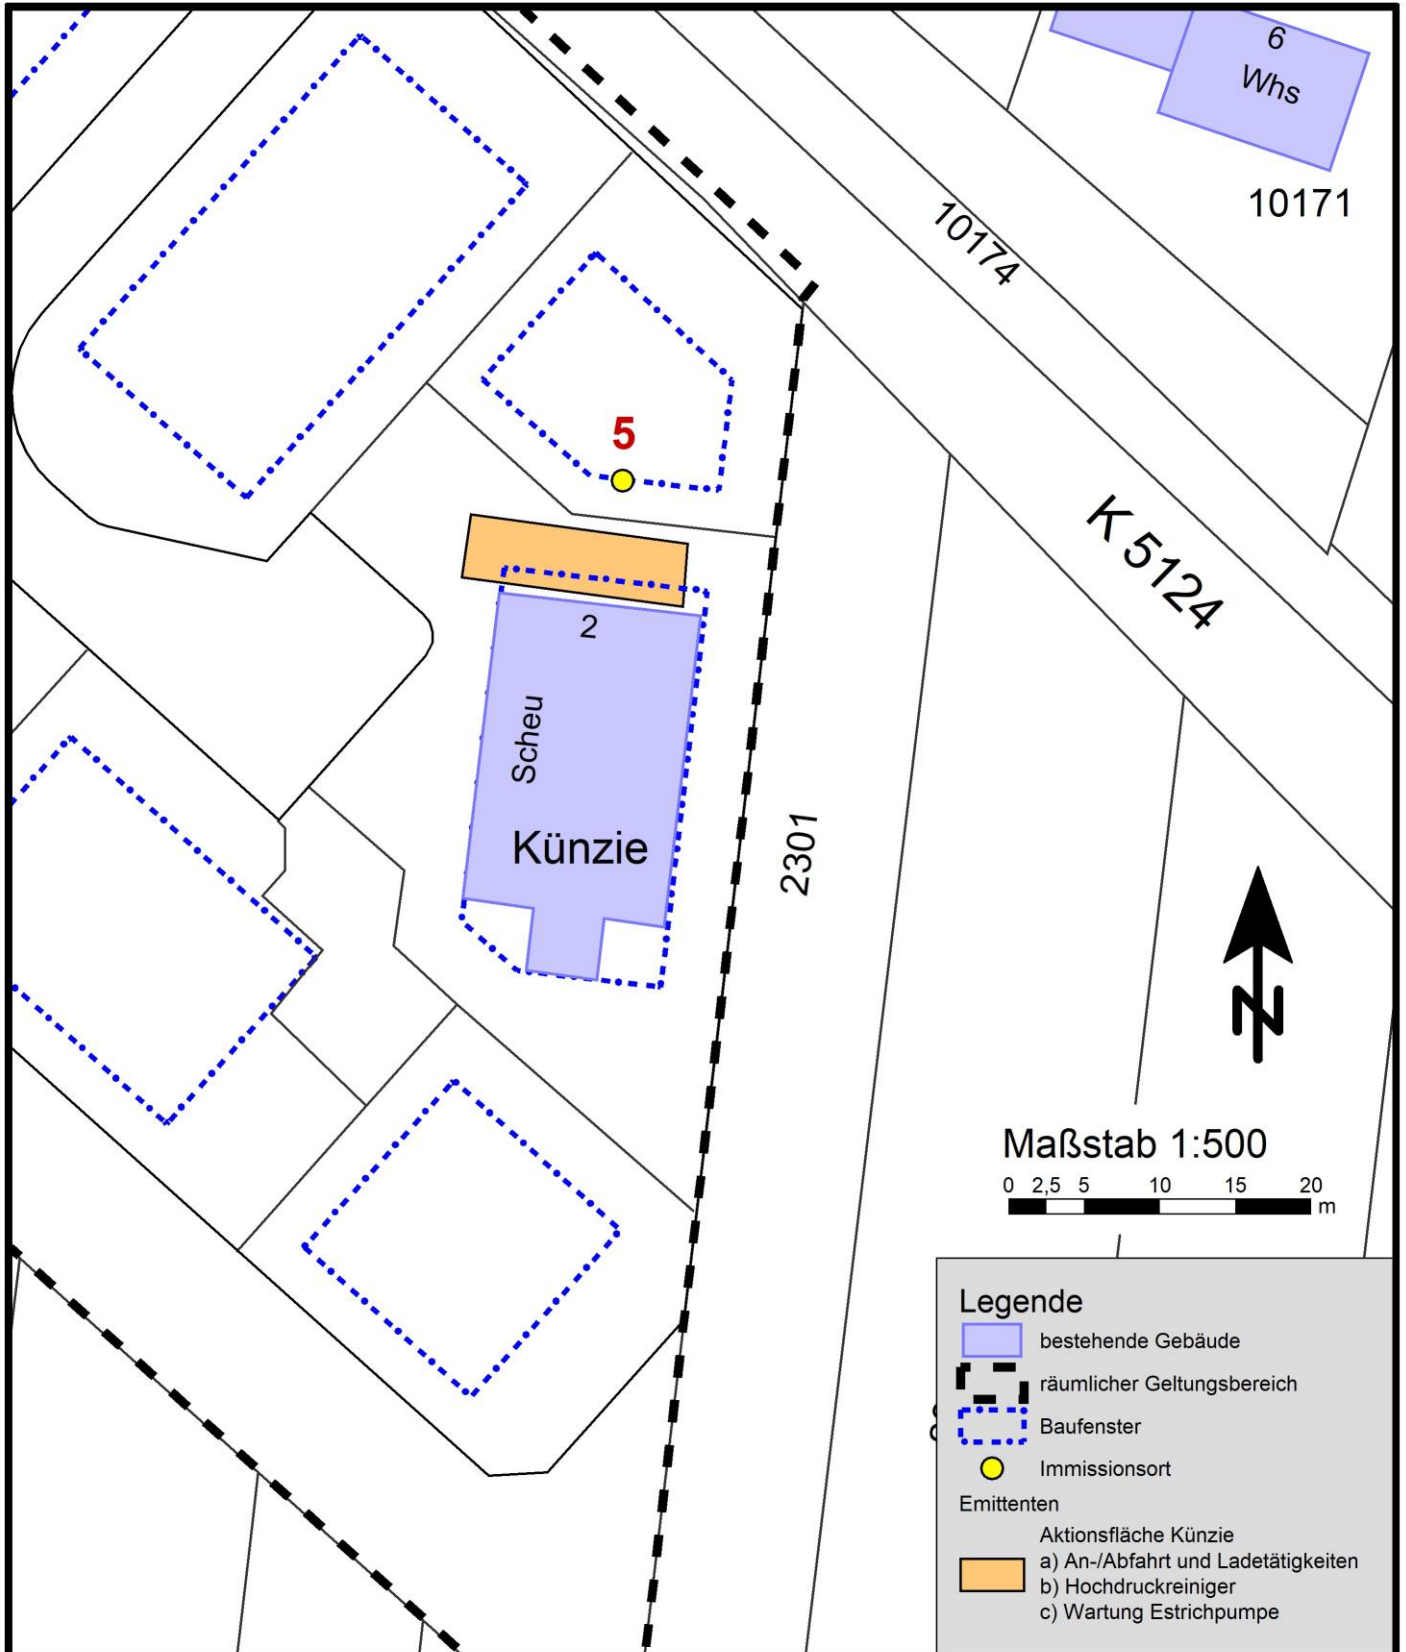 6
Whs
10171
10174
5
K 5124
2
Scheu
Künzie
2301
N
Maßstab 1:500
0 2,5 5 10 15 20 m
Legende
bestehende Gebäude
räumlicher Geltungsbereich
Baufenster
Immissionsort
Emittenten
Aktionsfläche Künzie
a) An-/Abfahrt und Ladetätigkeiten
b) Hochdruckreiniger
c) Wartung Estrichpumpe